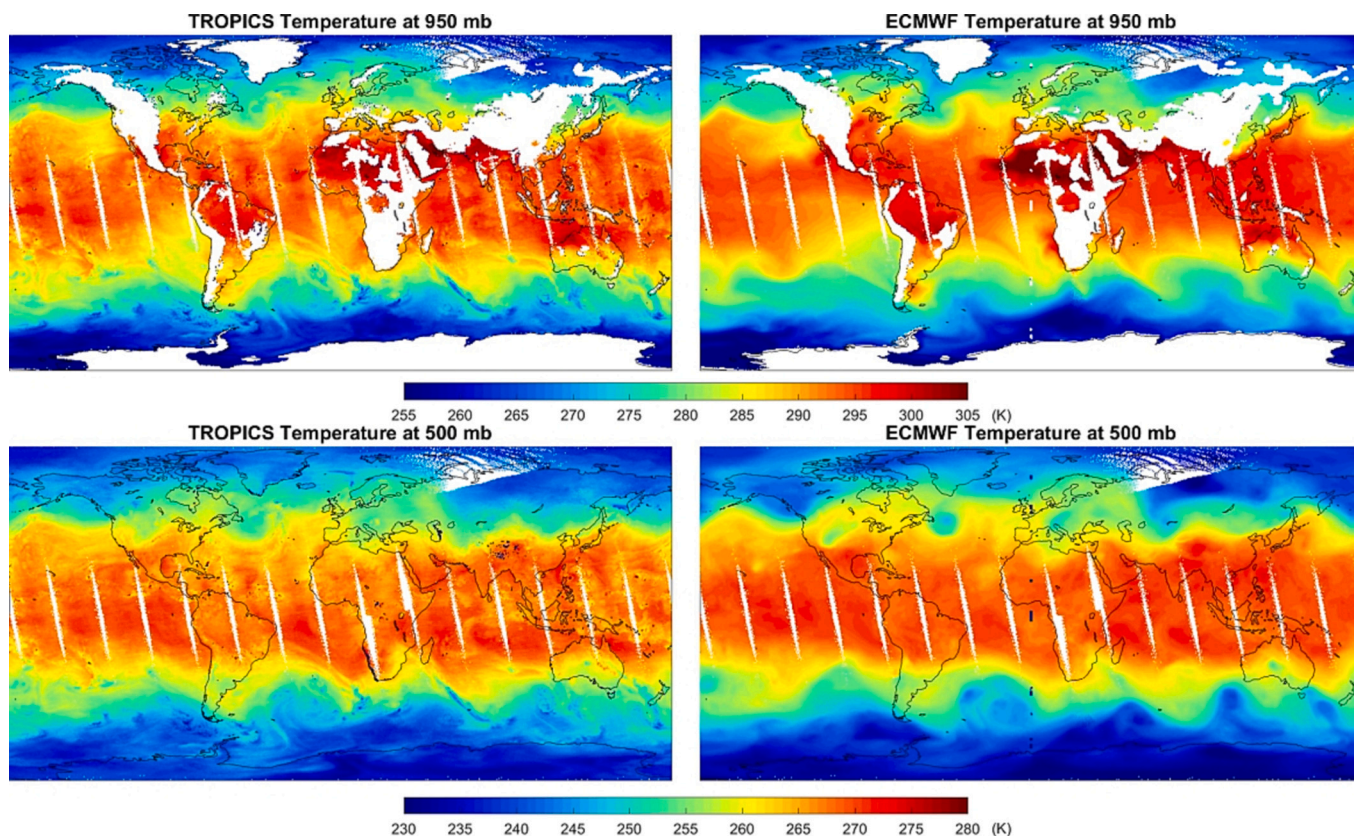 TROPICS Temperature at 950 mb
ECMWF Temperature at 950 mb
255 260 265 270 275 280 285 290 295 300 305 (K)
TROPICS Temperature at 500 mb
ECMWF Temperature at 500 mb
230 235 240 245 250 255 260 265 270 275 280 (K)